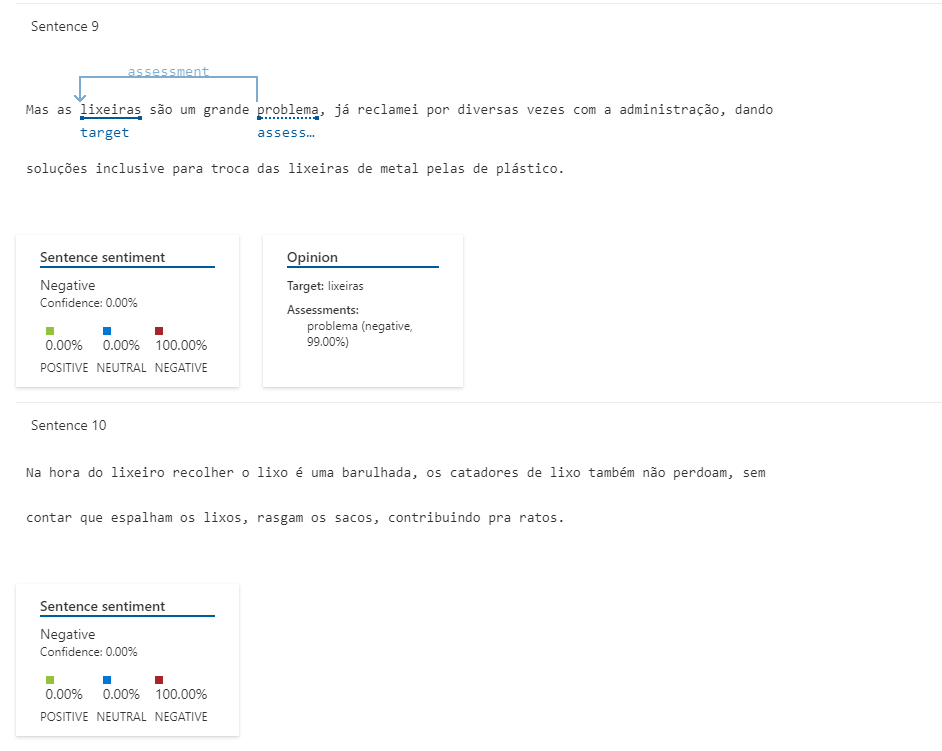 Sentence 9
assessment
Mas as lixeiras são um grande problema, já reclamei por diversas vezes com a administração, dando
target assess…
soluções inclusive para troca das lixeiras de metal pelas de plástico.
Sentence sentiment
Negative
Confidence: 0.00%
0.00% 0.00% 100.00%
POSITIVE NEUTRAL NEGATIVE
Opinion
Target: lixeiras
Assessments:
problema (negative,
99.00%)
Sentence 10
Na hora do lixeiro recolher o lixo é uma barulhada, os catadores de lixo também não perdoam, sem
contar que espalham os lixos, rasgam os sacos, contribuindo pra ratos.
Sentence sentiment
Negative
Confidence: 0.00%
0.00% 0.00% 100.00%
POSITIVE NEUTRAL NEGATIVE